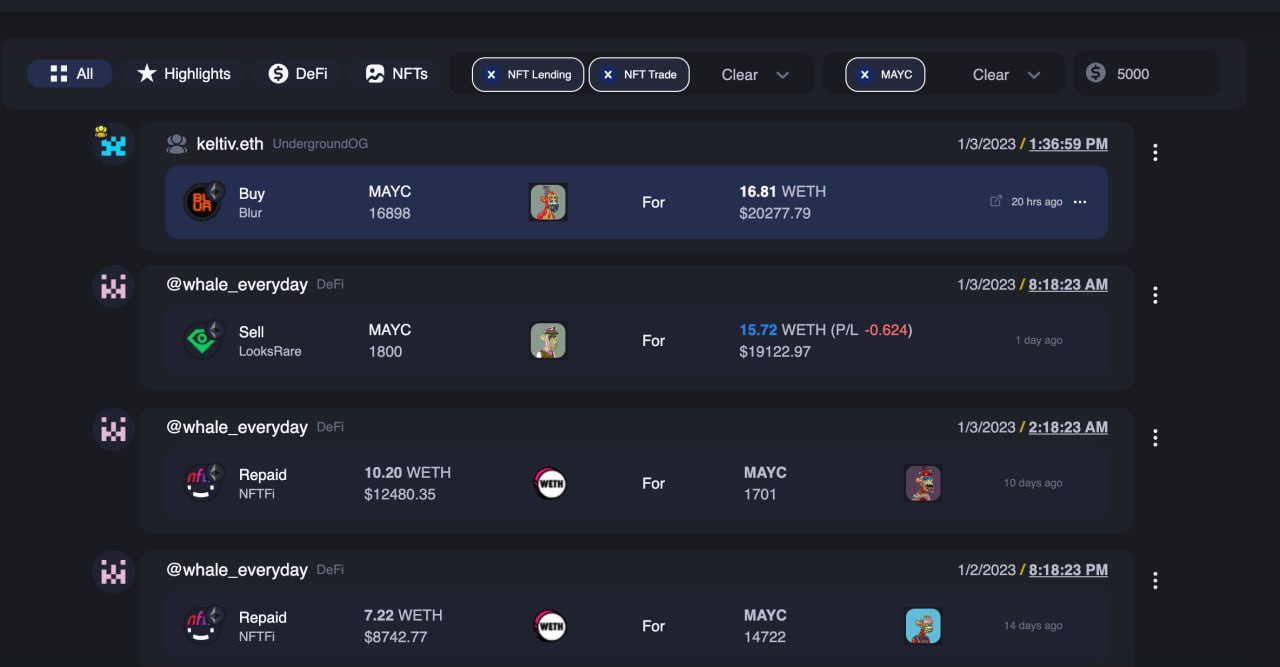 All Highlights DeFi NFTs × NFT Lending × NFT Trade Clear × MAYC Clear $ 5000
keltiv.eth UndergroundOG 1/3/2023 / 1:36:59 PM
BLUR Buy MAYC For 16.81 WETH
Blur 16898 $20277.79 20 hrs ago ...
@whale_everyday DeFi 1/3/2023 / 8:18:23 AM
Sell MAYC For 15.72 WETH (P/L -0.624)
LooksRare 1800 $19122.97 1 day ago
@whale_everyday DeFi 1/3/2023 / 2:18:23 AM
Repaid 10.20 WETH WETH For MAYC
NFTFi $12480.35 1701 10 days ago
@whale_everyday DeFi 1/2/2023 / 8:18:23 PM
Repaid 7.22 WETH WETH For MAYC
NFTFi $8742.77 14722 14 days ago